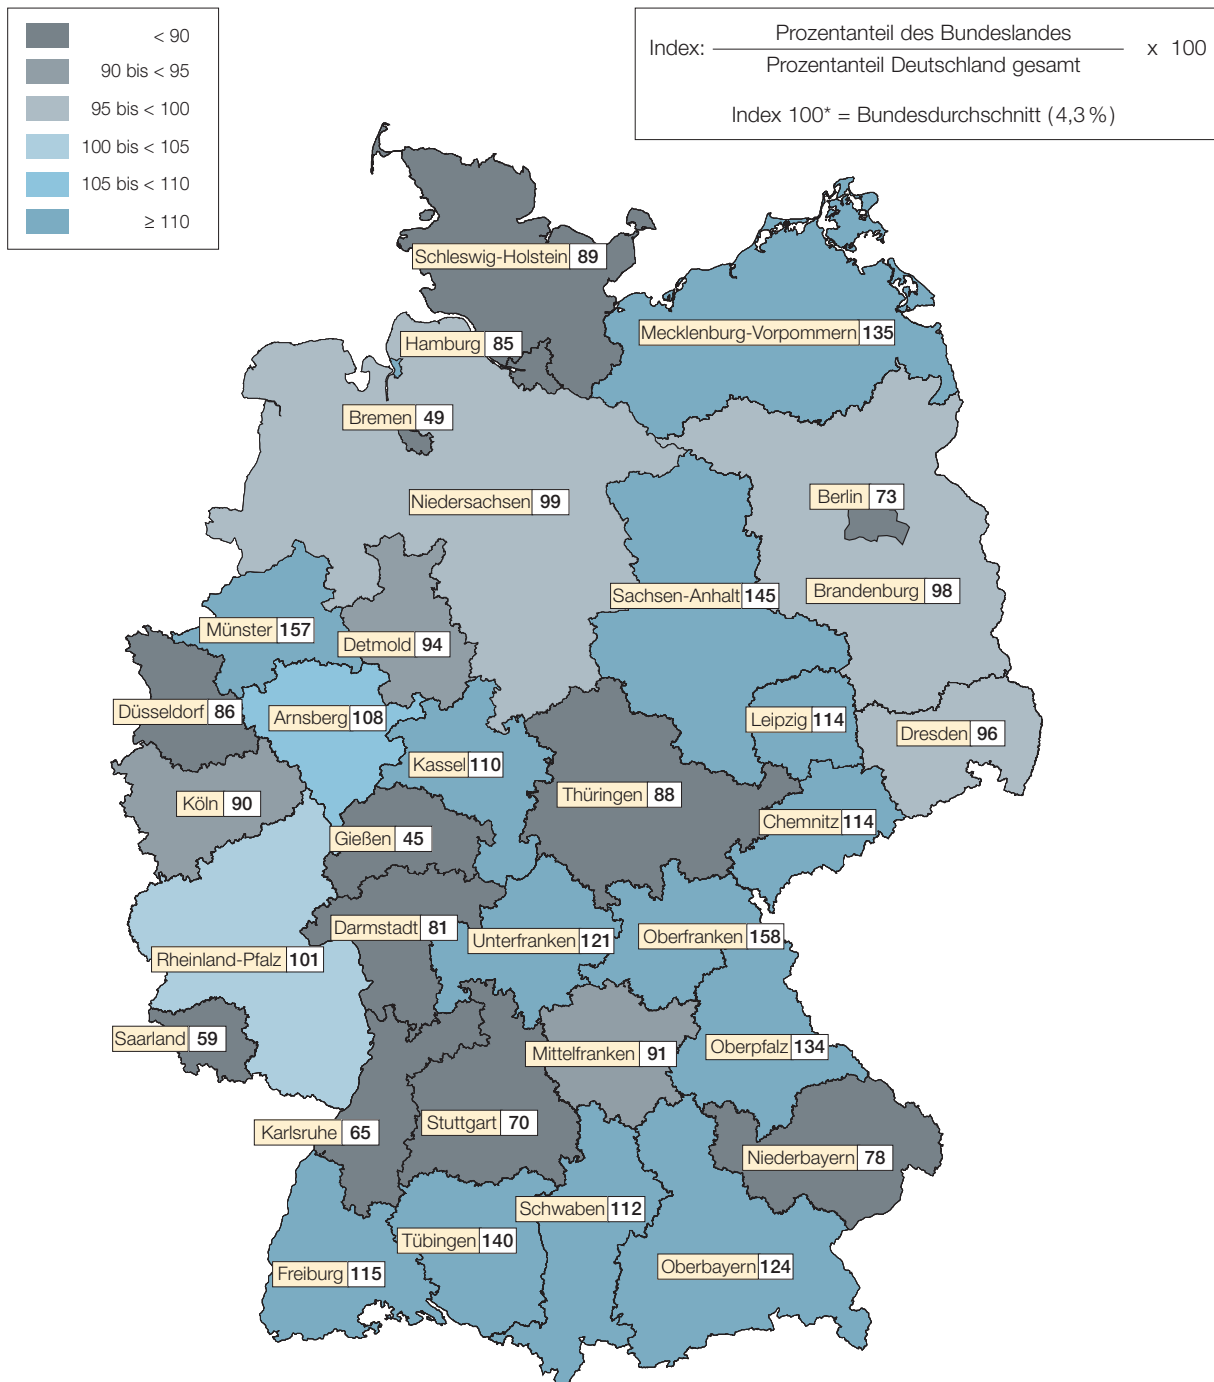 < 90
90 bis < 95
95 bis < 100
100 bis < 105
105 bis < 110
≥ 110
Index: Prozentanteil des Bundeslandes x 100
Prozentanteil Deutschland gesamt
Index 100* = Bundesdurchschnitt (4,3 %)
Schleswig-Holstein 89
Mecklenburg-Vorpommern 135
Hamburg 85
Bremen 49
Niedersachsen 99
Berlin 73
Sachsen-Anhalt 145
Brandenburg 98
Münster 157
Detmold 94
Düsseldorf 86
Arnsberg 108
Leipzig 114
Dresden 96
Kassel 110
Köln 90
Thüringen 88
Chemnitz 114
Gießen 45
Darmstadt 81
Unterfranken 121
Oberfranken 158
Rheinland-Pfalz 101
Saarland 59
Mittelfranken 91
Oberpfalz 134
Karlsruhe 65
Stuttgart 70
Niederbayern 78
Schwaben 112
Tübingen 140
Freiburg 115
Oberbayern 124